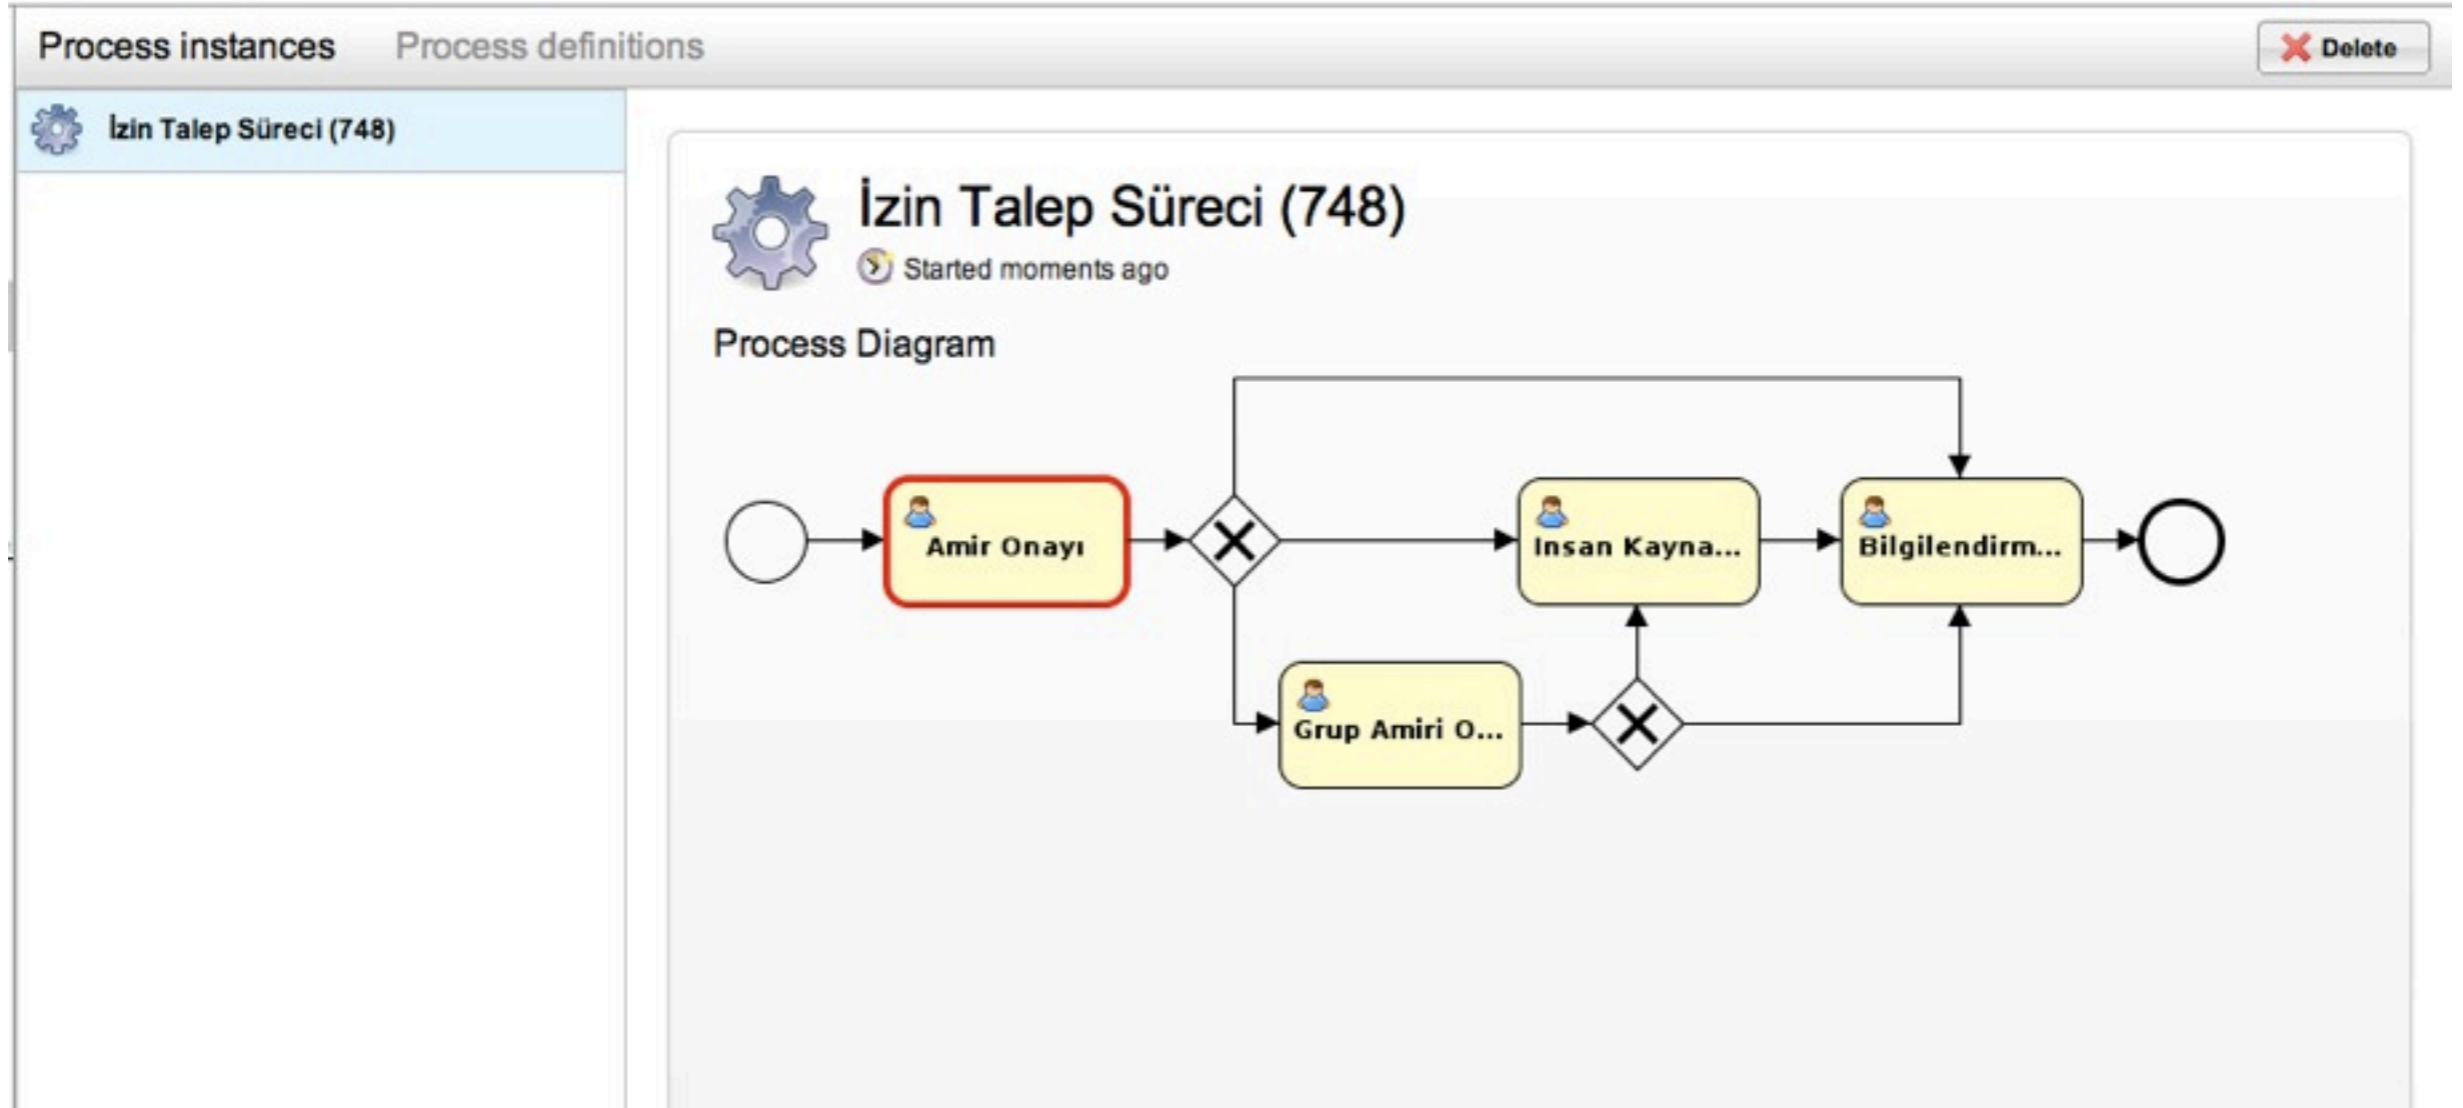 Process instances Process definitions Delete
İzin Talep Süreci (748)
İzin Talep Süreci (748)
Started moments ago
Process Diagram
Amir Onayı
Insan Kayna...
Bilgilendirm...
Grup Amiri O...